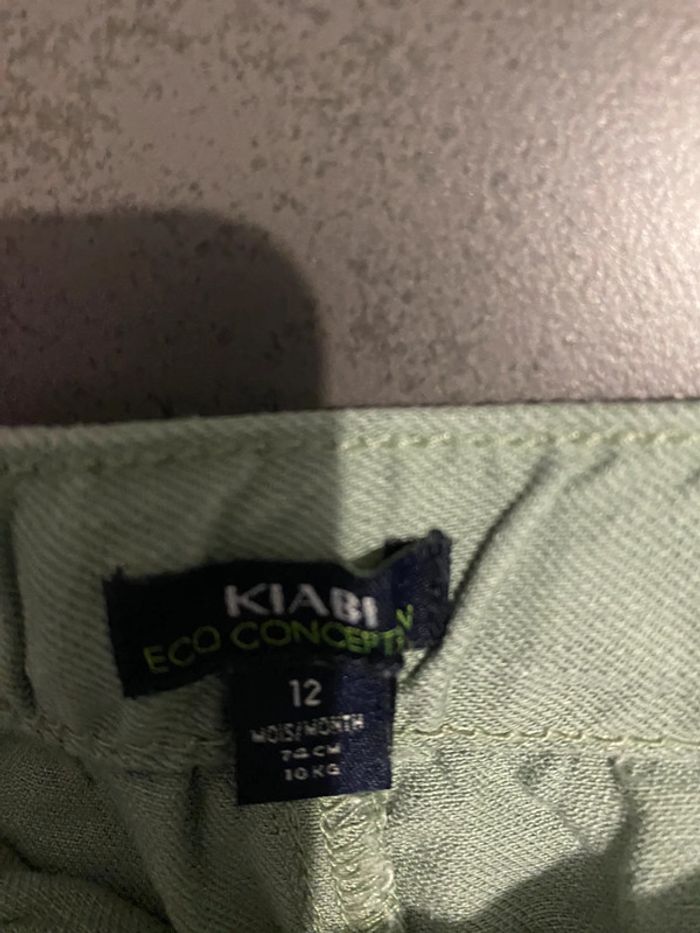 KIABI
ECO CONCEPTION
12
MOIS/MONTH
74 CM
10 KG